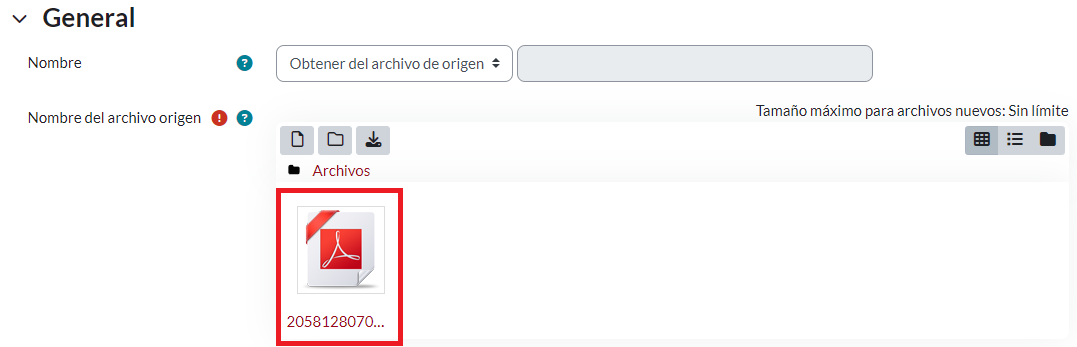 General
Nombre
Obtener del archivo de origen
Nombre del archivo origen
Tamaño máximo para archivos nuevos: Sin límite
Archivos
2058128070...